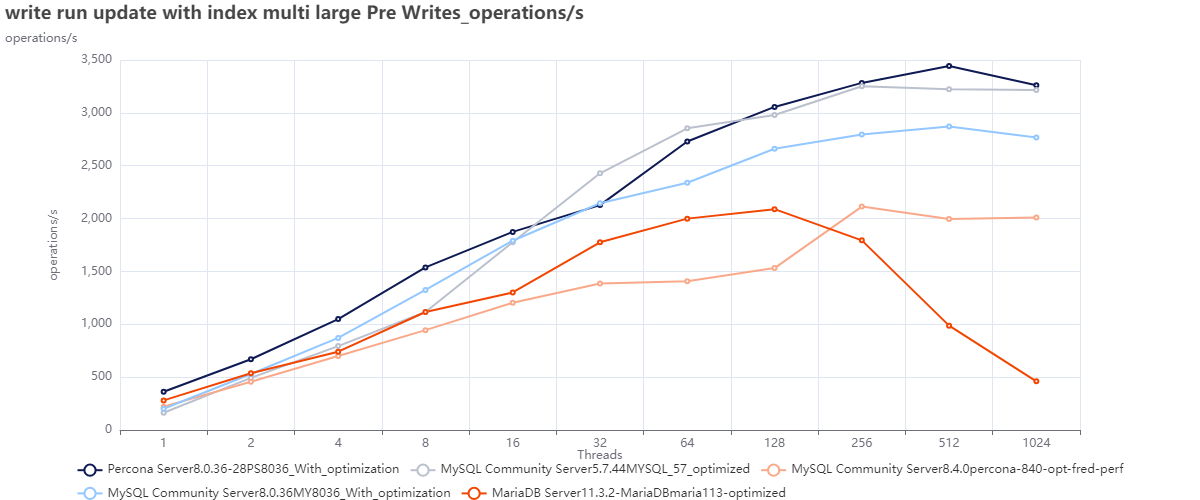 write run update with index multi large Pre Writes_operations/s
operations/s
3,500
3,000
2,500
2,000
1,500
1,000
500
0
operations/s
1 2 4 8 16 32 64 128 256 512 1024
Threads
Percona Server8.0.36-28PS8036_With_optimization MySQL Community Server5.7.44MYSQL_57_optimized MySQL Community Server8.4.0percona-840-opt-fred-perf
MySQL Community Server8.0.36MY8036_With_optimization MariaDB Server11.3.2-MariaDBmaria113-optimized